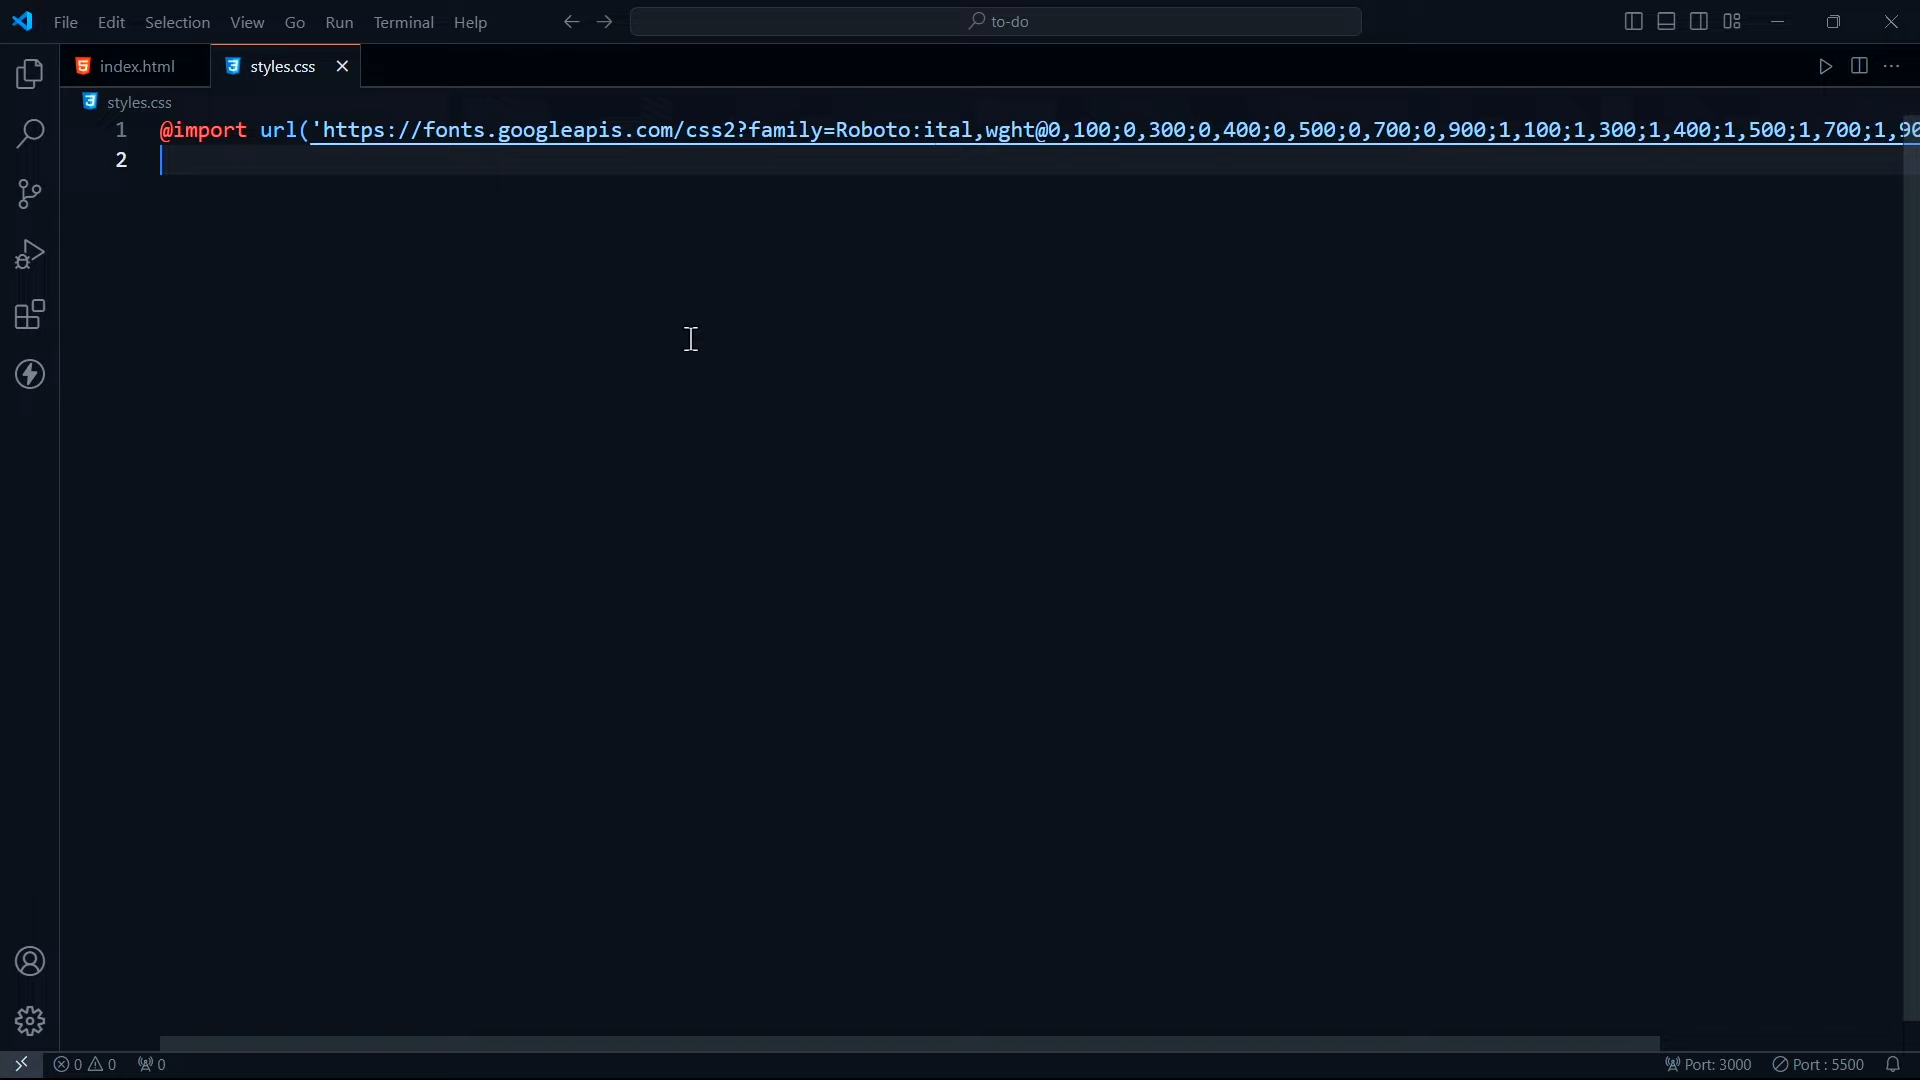 File Edit Selection View Go Run Terminal Help to-do
index.html styles.css
styles.css
1 @import url('https://fonts.googleapis.com/css2?family=Roboto:ital,wght@0,100;0,300;0,400;0,500;0,700;0,900;1,100;1,300;1,400;1,500;1,700;1,90
2
0 0 0 Port: 3000 Port : 5500